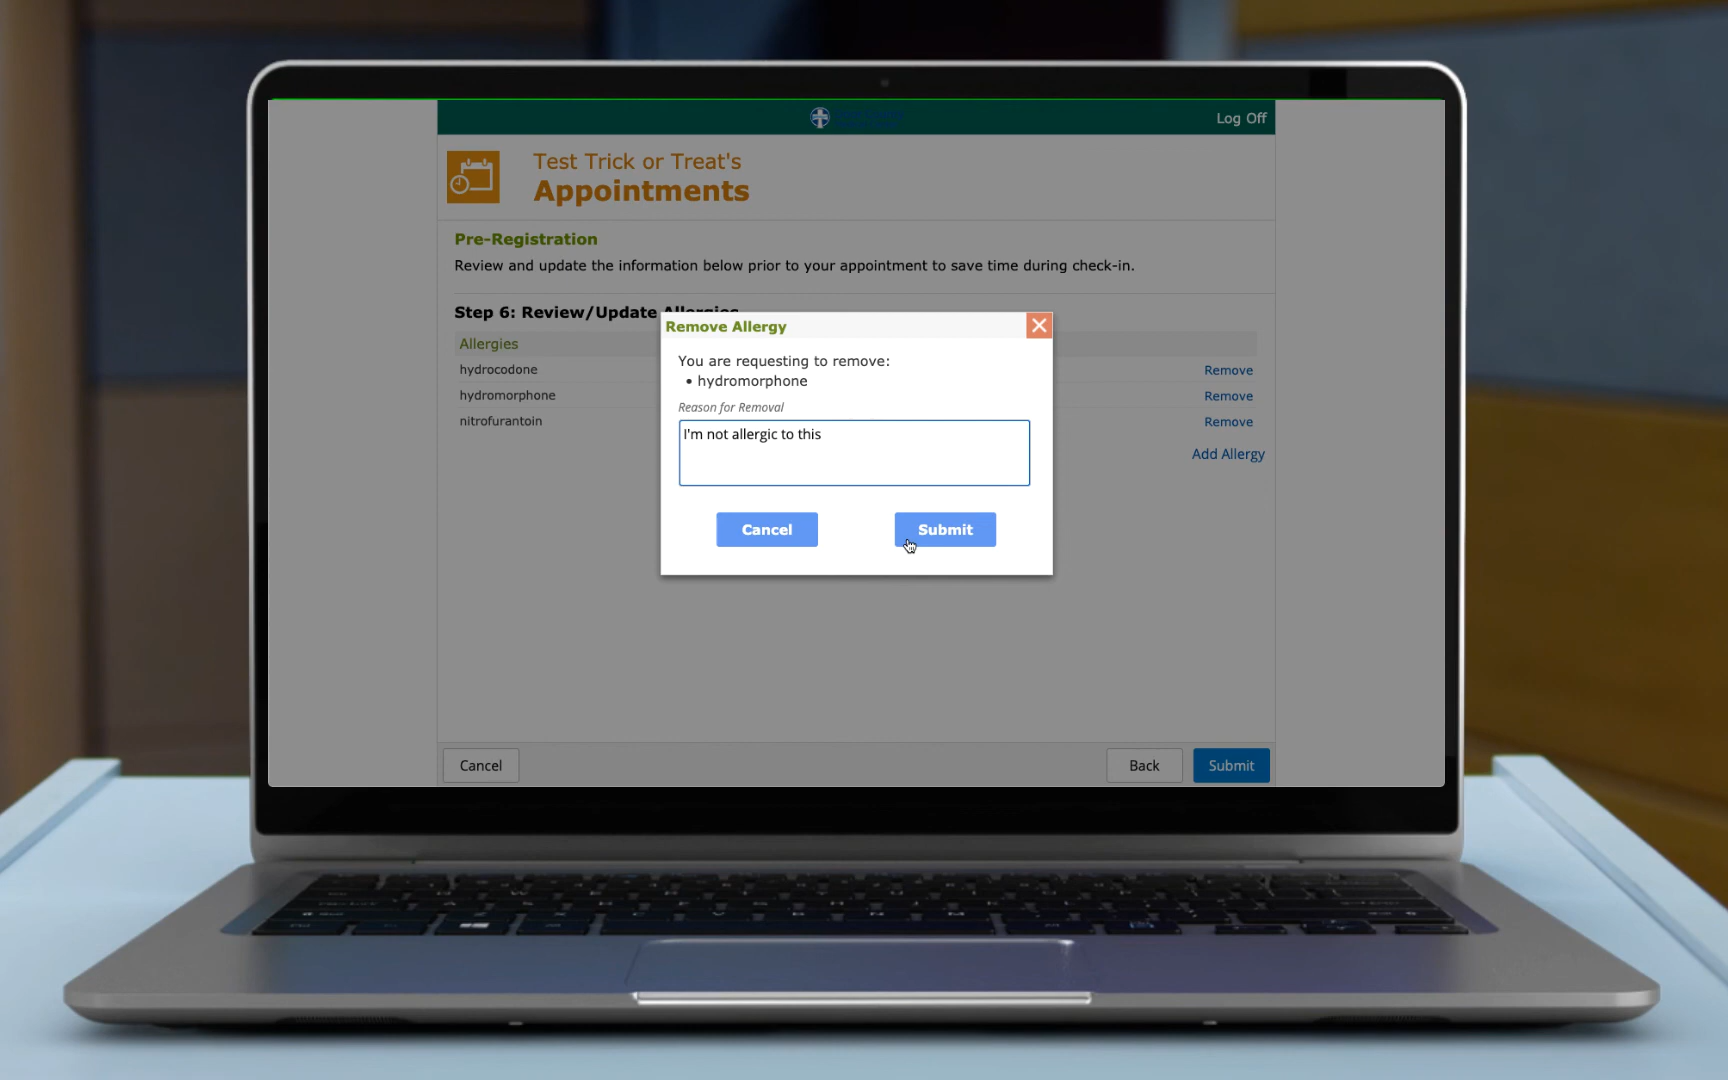 Log Off
Test Trick or Treat's
Appointments
Pre-Registration
Review and update the information below prior to your appointment to save time during check-in.
Step 6: Review/Update Allergies
Allergies
hydrocodone Remove
hydromorphone Remove
nitrofurantoin Remove
Add Allergy
Remove Allergy
You are requesting to remove:
• hydromorphone
Reason for Removal
I'm not allergic to this
Cancel Submit
Cancel Back Submit